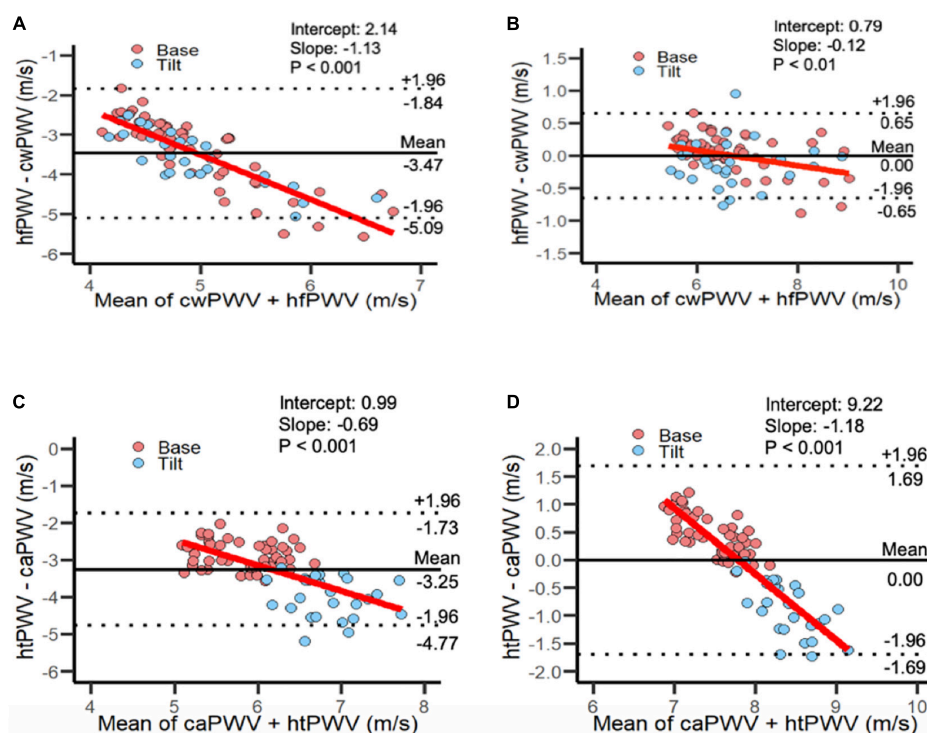 A
Intercept: 2.14
Slope: -1.13
P < 0.001
Base
Tilt
+1.96
-1.84
Mean
-3.47
-1.96
-5.09
-1
-2
-3
-4
-5
-6
hfPWV - cwPWV (m/s)
4 5 6 7
Mean of cwPWV + hfPWV (m/s)
B
Intercept: 0.79
Slope: -0.12
P < 0.01
Base
Tilt
+1.96
0.65
Mean
0.00
-1.96
-0.65
1.5
1.0
0.5
0.0
-0.5
-1.0
-1.5
hfPWV - cwPWV (m/s)
4 6 8 10
Mean of cwPWV + hfPWV (m/s)
C
Intercept: 0.99
Slope: -0.69
P < 0.001
Base
Tilt
+1.96
-1.73
Mean
-3.25
-1.96
-4.77
0
-1
-2
-3
-4
-5
-6
htPWV - caPWV (m/s)
4 5 6 7 8
Mean of caPWV + htPWV (m/s)
D
Intercept: 9.22
Slope: -1.18
P < 0.001
Base
Tilt
+1.96
1.69
Mean
0.00
-1.96
-1.69
2.0
1.5
1.0
0.5
0.0
-0.5
-1.0
-1.5
-2.0
htPWV - caPWV (m/s)
6 7 8 9 10
Mean of caPWV + htPWV (m/s)